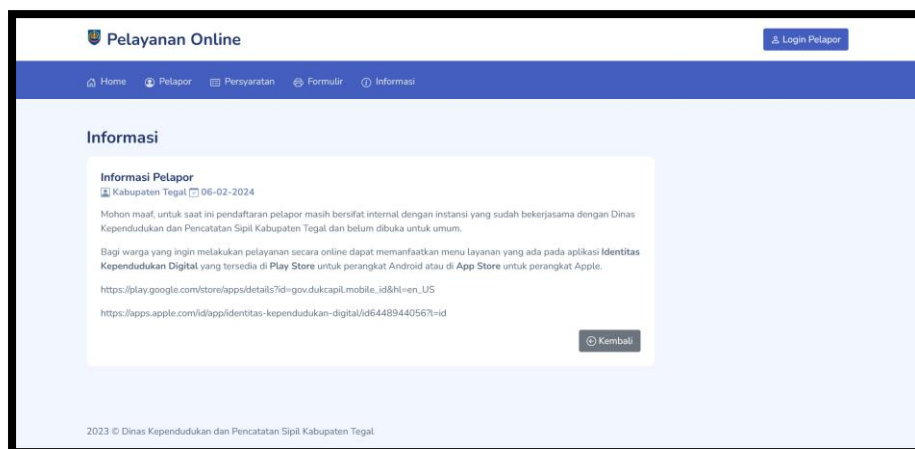 Pelayanan Online
Login Pelapor
Home Pelapor Persyaratan Formulir Informasi
Informasi
Informasi Pelapor
Kabupaten Tegal 06-02-2024
Mohon maaf, untuk saat ini pendaftaran pelapor masih bersifat internal dengan instansi yang sudah bekerjasama dengan Dinas
Kependudukan dan Pencatatan Sipil Kabupaten Tegal dan belum dibuka untuk umum.
Bagi warga yang ingin melakukan pelayanan secara online dapat memanfaatkan menu layanan yang ada pada aplikasi Identitas
Kependudukan Digital yang tersedia di Play Store untuk perangkat Android atau di App Store untuk perangkat Apple.
https://play.google.com/store/apps/details?id=gov.dukcapil.mobile_id&hl=en_US
https://apps.apple.com/id/app/identitas-kependudukan-digital/id6448944056?l=id
Kembali
2023 © Dinas Kependudukan dan Pencatatan Sipil Kabupaten Tegal